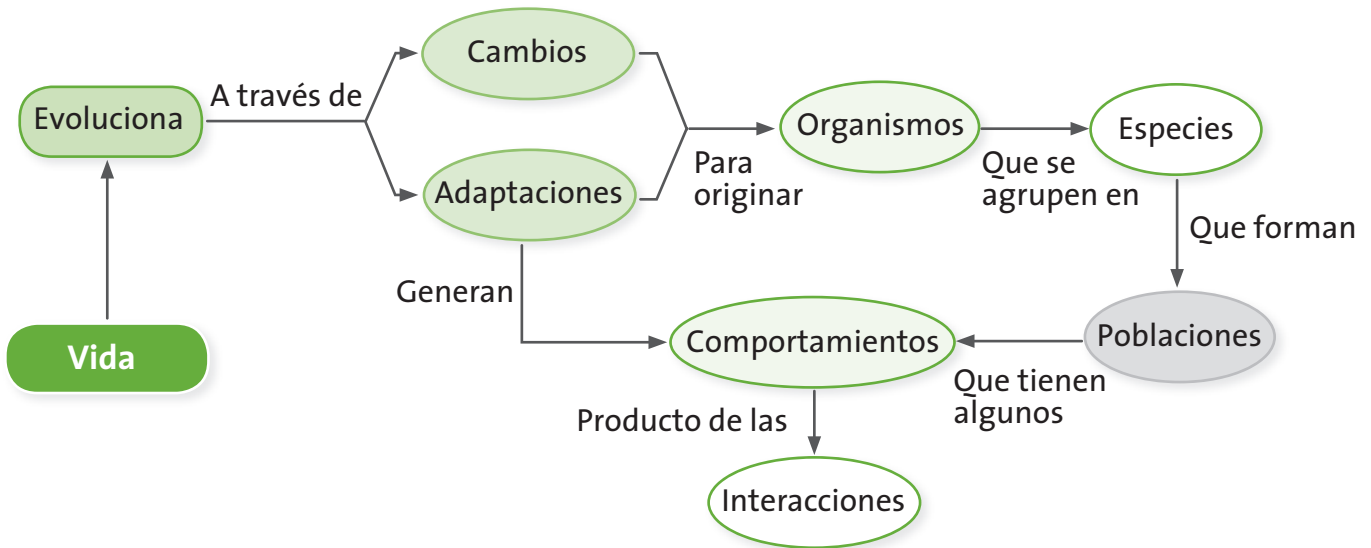 Cambios
A través de
Evoluciona
Organismos
Especies
Para
originar
Que se
agrupen en
Adaptaciones
Que forman
Generan
Vida
Comportamientos
Poblaciones
Que tienen
algunos
Producto de las
Interacciones